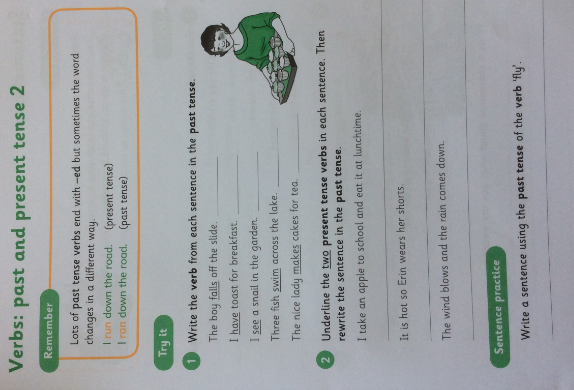 Verbs: past and present tense 2
Remember
Lots of past tense verbs end with –ed but sometimes the word
changes in a different way.
I run down the road. (present tense)
I ran down the road. (past tense)
Try it
1 Write the verb from each sentence in the past tense.
The boy falls off the slide.
I have toast for breakfast.
I see a snail in the garden.
Three fish swim across the lake.
The nice lady makes cakes for tea.
2 Underline the two present tense verbs in each sentence. Then
rewrite the sentence in the past tense.
I take an apple to school and eat it at lunchtime.
It is hot so Erin wears her shorts.
The wind blows and the rain comes down.
Sentence practice
Write a sentence using the past tense of the verb 'fly'.